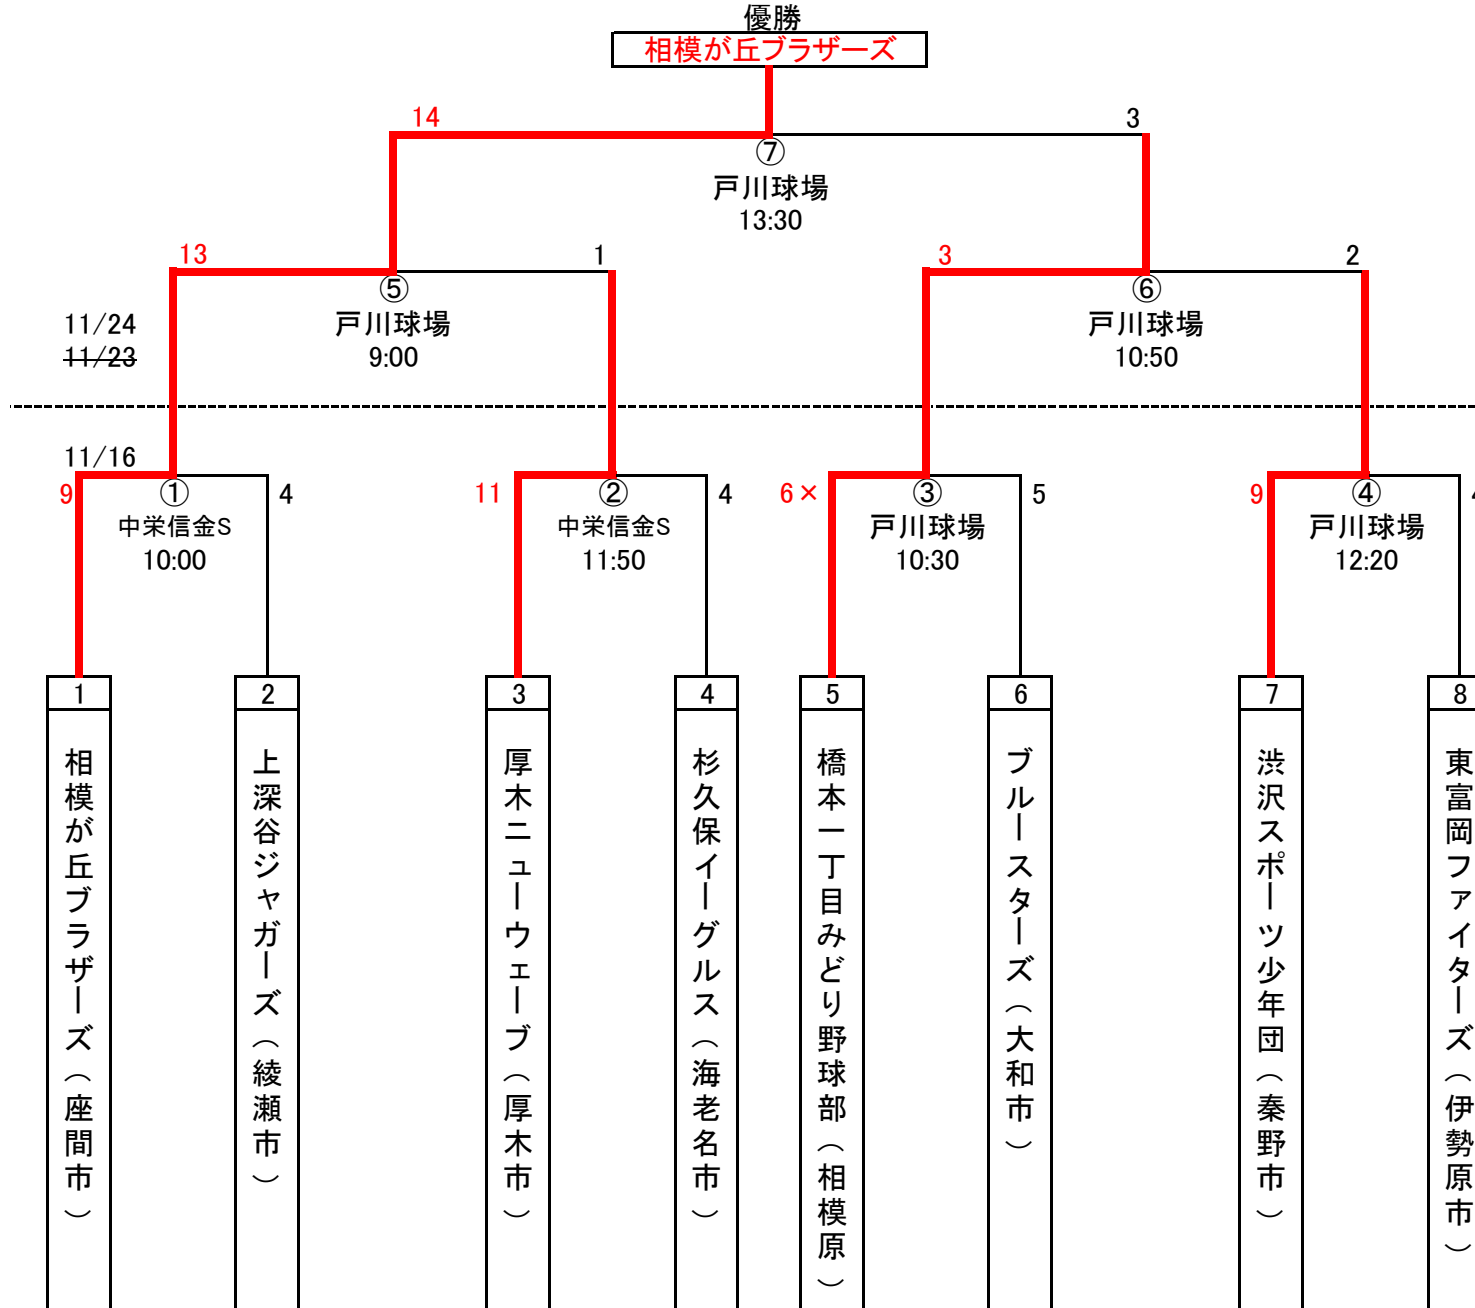 優勝
相模が丘ブラザーズ
14
3
⑦
戸川球場
13:30
13
1
3
2
⑤
戸川球場
9:00
⑥
戸川球場
10:50
11/24
11/23
11/16
9
①
4
中栄信金S
10:00
11
②
4
中栄信金S
11:50
6×
③
5
戸川球場
10:30
9
④
戸川球場
12:20
1
相模が丘ブラザーズ(座間市)
2
上深谷ジャガーズ(綾瀬市)
3
厚木ニューウェーブ(厚木市)
4
杉久保イーグルス(海老名市)
5
橋本一丁目みどり野球部(相模原)
6
ブルースターズ(大和市)
7
渋沢スポーツ少年団(秦野市)
8
東富岡ファイターズ(伊勢原市)